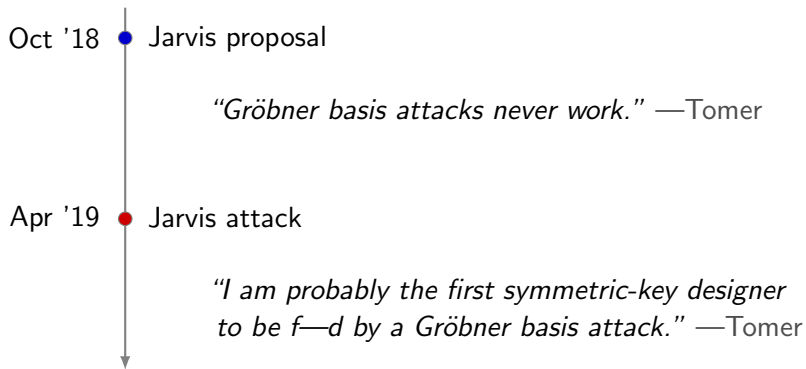 Oct '18 Jarvis proposal
“Gröbner basis attacks never work.” —Tomer
Apr '19 Jarvis attack
“I am probably the first symmetric-key designer
to be f—d by a Gröbner basis attack.” —Tomer